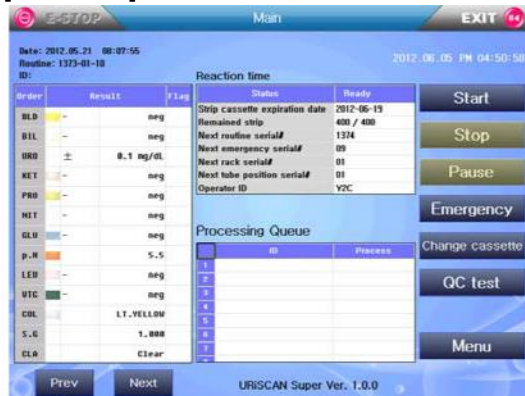 E-STOP
Main
EXIT
Date: 2012.05.21 08:07:55
2012.06.05 PM 04:50:58
Routine: 1373-01-10
ID:
Reaction time
Order Result Flag
BLD - neg
BIL - neg
URO ± 0.1 mg/dL
KET - neg
PRO - neg
NIT - neg
GLU - neg
p.H 5.5
LEU - neg
VTC - neg
COL LT.YELLOW
S.G 1.000
CLA Clear
Status Ready
Strip cassette expiration date 2012-06-19
Remained strip 400 / 400
Next routine serial# 1374
Next emergency serial# 09
Next rack serial# 01
Next tube position serial# 01
Operator ID Y2C
Processing Queue
ID Process
1
2
3
4
5
6
7
Start
Stop
Pause
Emergency
Change cassette
QC test
Menu
Prev Next
URiSCAN Super Ver. 1.0.0